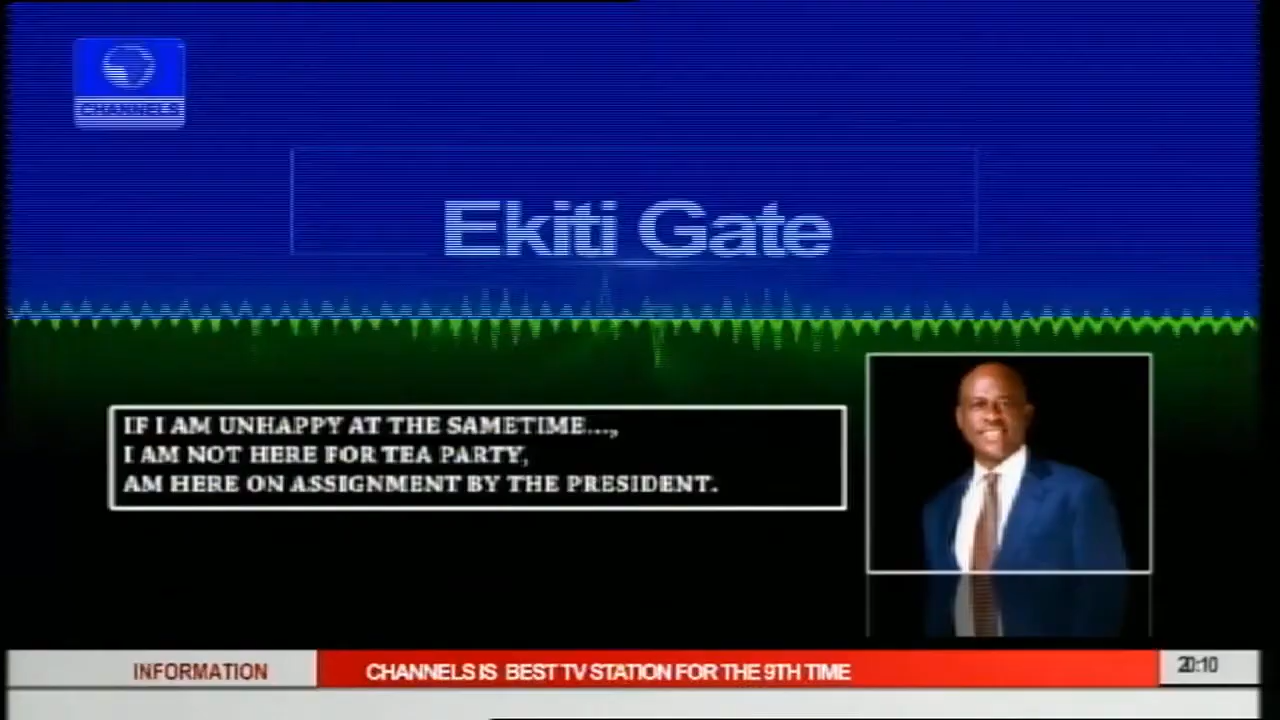 CHANNELS
Ekiti Gate
IF I AM UNHAPPY AT THE SAMETIME...,
I AM NOT HERE FOR TEA PARTY,
AM HERE ON ASSIGNMENT BY THE PRESIDENT.
INFORMATION
CHANNELS IS BEST TV STATION FOR THE 9TH TIME
20:10